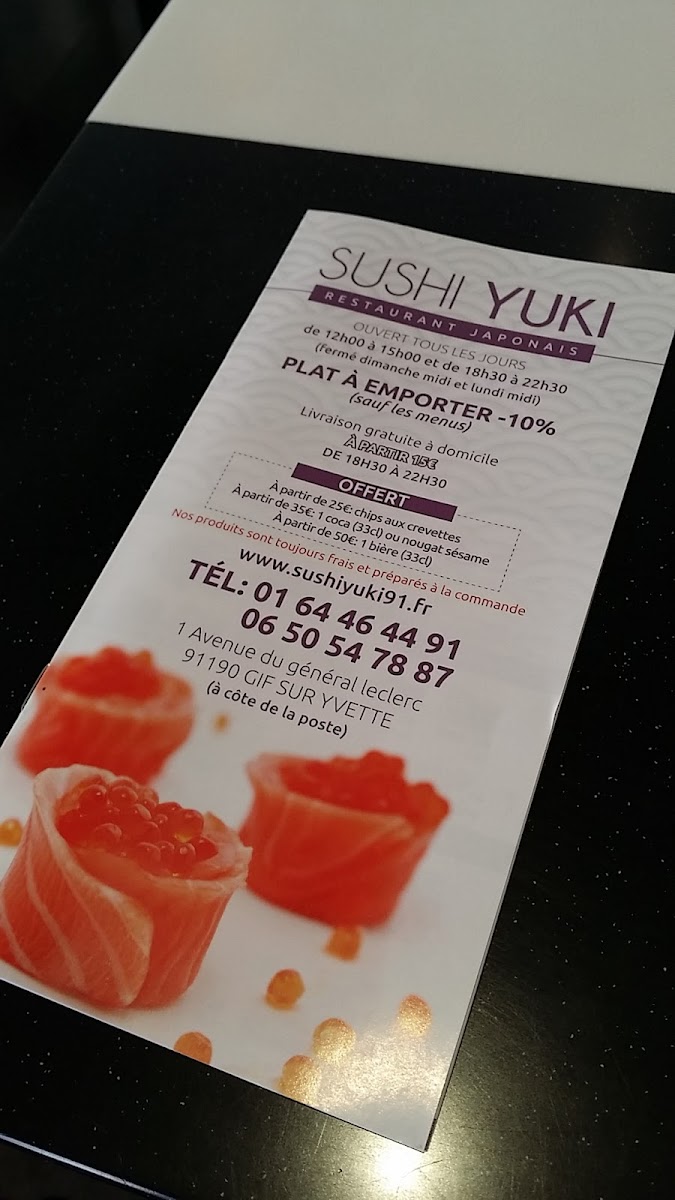 SUSHI YUKI
RESTAURANT JAPONAIS
OUVERT TOUS LES JOURS
de 12h00 à 15h00 et de 18h30 à 22h30
(fermé dimanche midi et lundi midi)
PLAT À EMPORTER -10%
(sauf les menus)
Livraison gratuite à domicile
À PARTIR 15€
DE 18H30 À 22H30
OFFERT
À partir de 25€: chips aux crevettes
À partir de 35€: 1 coca (33cl) ou nougat sésame
À partir de 50€: 1 bière (33cl)
Nos produits sont toujours frais et préparés à la commande
www.sushiyuki91.fr
TÉL: 01 64 46 44 91
06 50 54 78 87
1 Avenue du général leclerc
91190 GIF SUR YVETTE
(à côte de la poste)